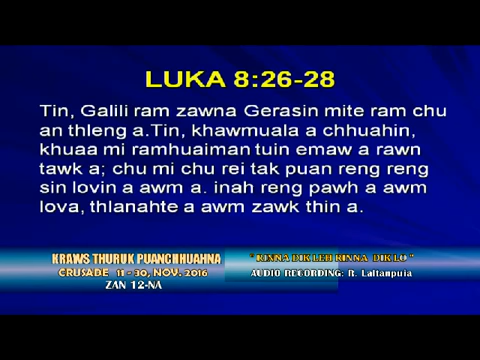 LUKA 8:26-28
Tin, Galili ram zawna Gerasin mite ram chu
an thleng a.Tin, khawmuala a chhuahin,
khuaa mi ramhuaiman tuin emaw a rawn
tawk a; chu mi chu rei tak puan reng reng
sin lovin a awm a. inah reng pawh a awm
lova, thlanahte a awm zawk thin a.
KRAWS THURUK PUANCHHUAHNA
CRUSADE 11 - 30, NOV. 2016
ZAN 12-NA
" RINNA DIK LEH RINNA DIK LO "
AUDIO RECORDING: R. Laltanpuia